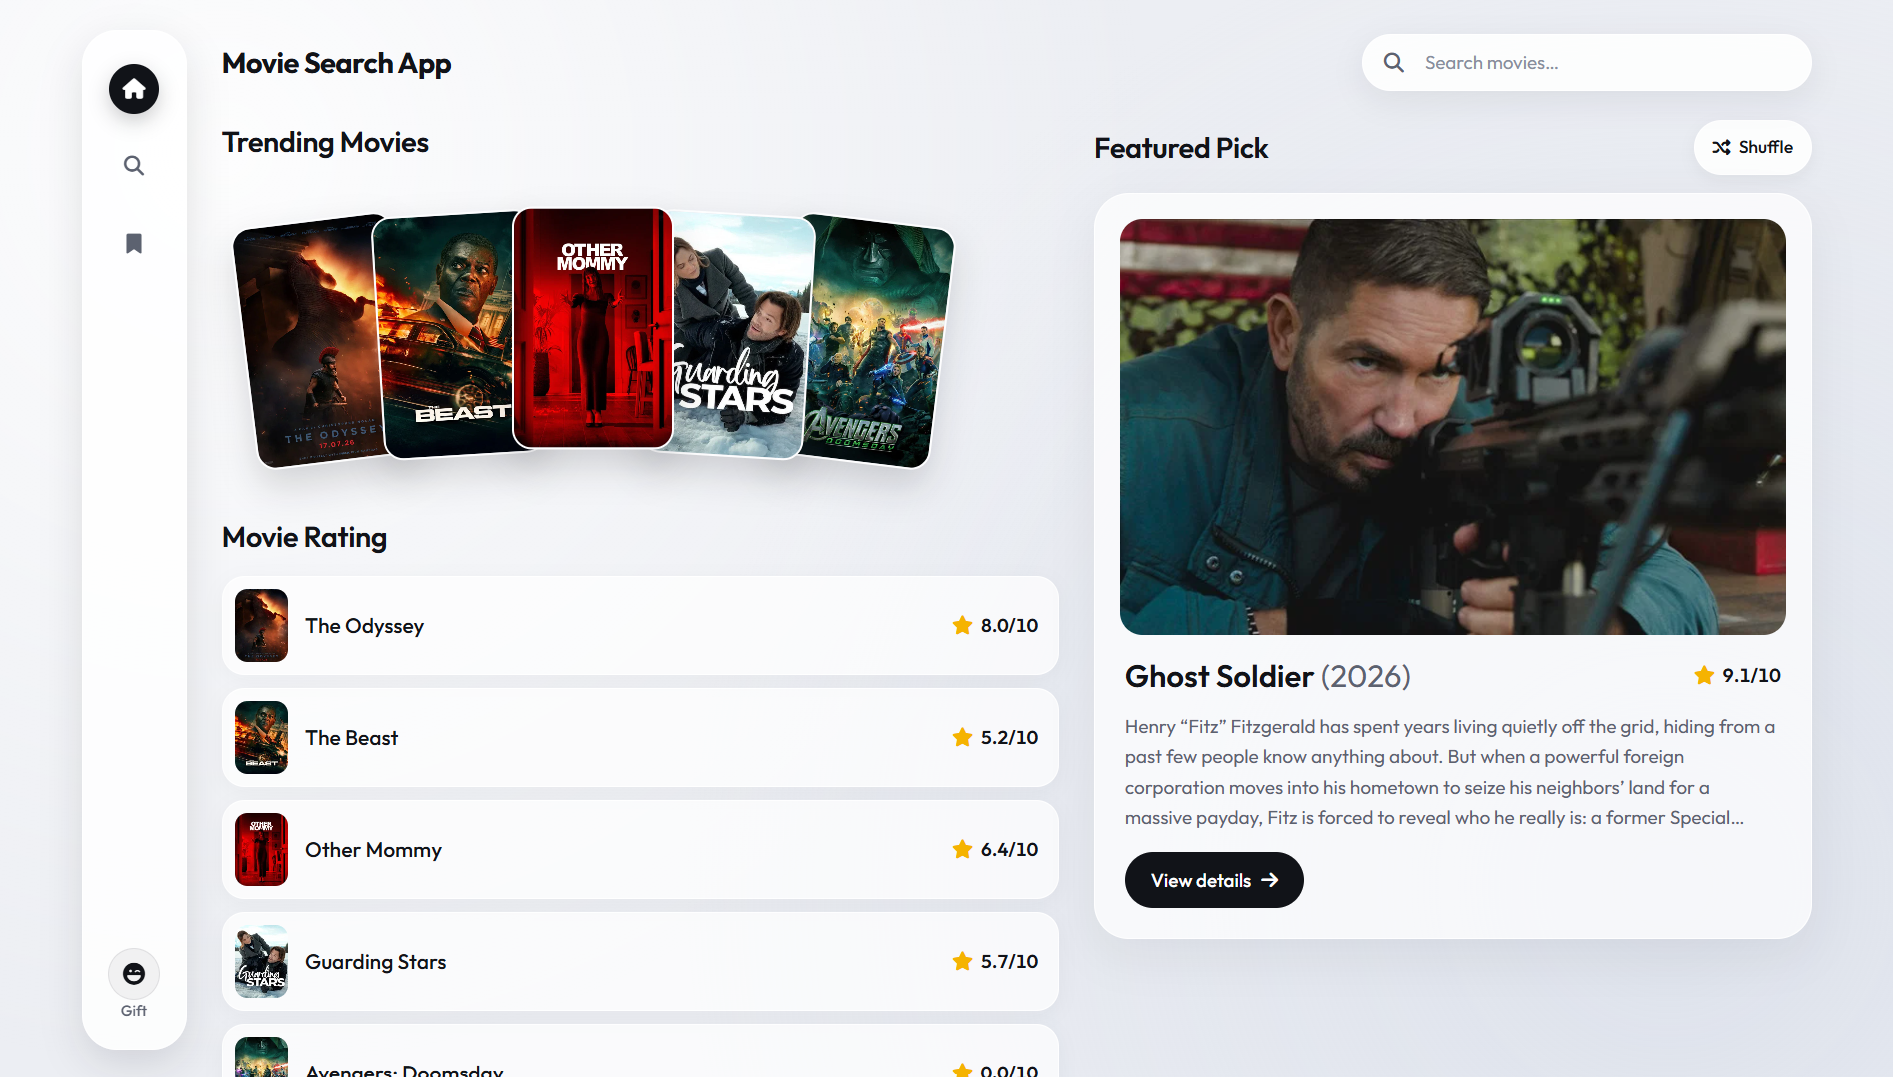 Movie Search App
Search movies...
Trending Movies
THE ODYSSEY
17.07.26
THE BEAST
OTHER
MOMMY
Guarding
STARS
AVENGERS
DOOMSDAY
Movie Rating
The Odyssey
8.0/10
The Beast
5.2/10
Other Mommy
6.4/10
Guarding Stars
5.7/10
Avengers: Doomsday
0.0/10
Featured Pick
Shuffle
Ghost Soldier (2026)
9.1/10
Henry “Fitz” Fitzgerald has spent years living quietly off the grid, hiding from a
past few people know anything about. But when a powerful foreign
corporation moves into his hometown to seize his neighbors’ land for a
massive payday, Fitz is forced to reveal who he really is: a former Special...
View details
Gift